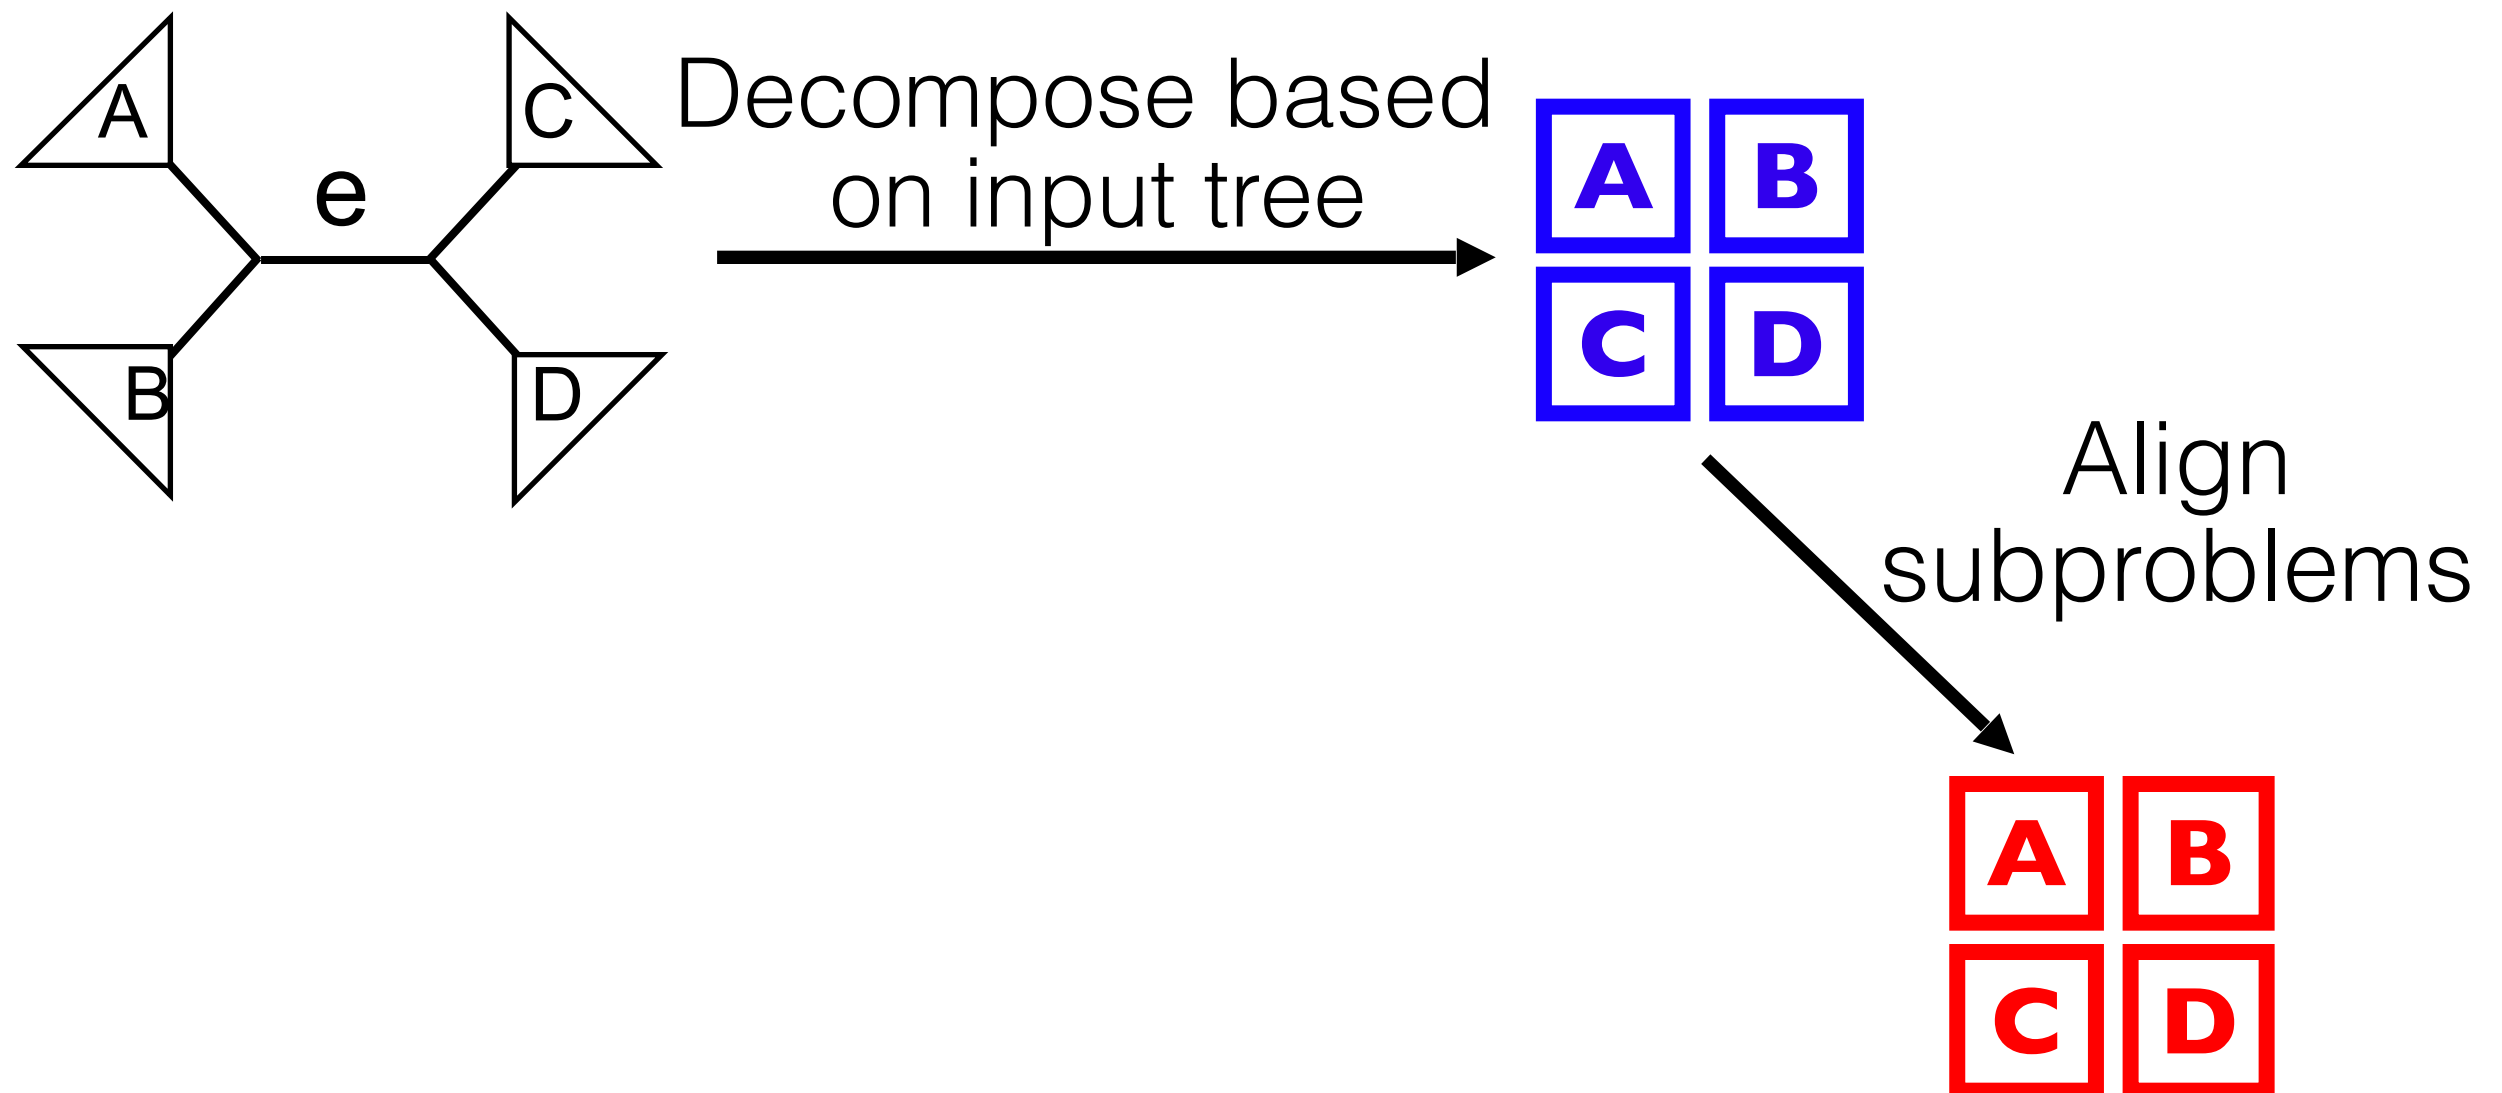 A
C
e
B
D
Decompose based
on input tree
A B
C D
Align
subproblems
A B
C D